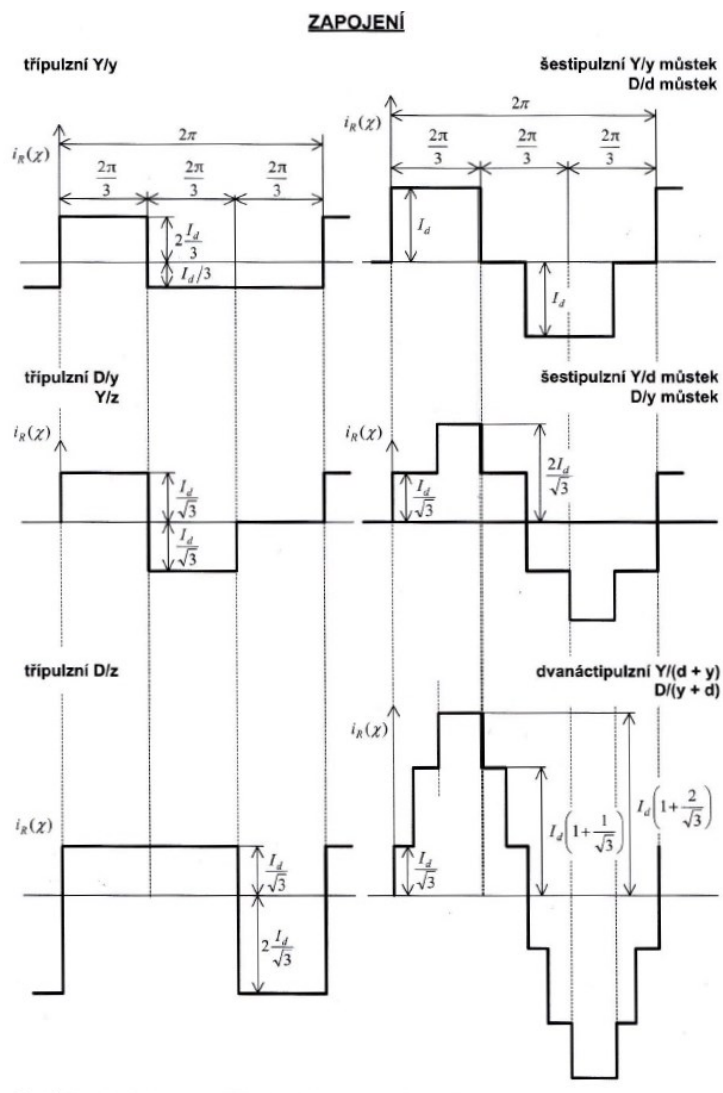 ZAPOJENÍ
třípulzní Y/y
i_R(χ)
2π
2π/3 2π/3 2π/3
2 I_d/3
I_d/3
šestipulzní Y/y můstek
D/d můstek
i_R(χ)
2π
2π/3 2π/3 2π/3
I_d
I_d
třípulzní D/y
Y/z
i_R(χ)
I_d/√3
I_d/√3
šestipulzní Y/d můstek
D/y můstek
i_R(χ)
I_d/√3
2I_d/√3
třípulzní D/z
i_R(χ)
I_d/√3
2 I_d/√3
dvanáctipulzní Y/(d + y)
D/(y + d)
i_R(χ)
I_d/√3
I_d(1+1/√3)
I_d(1+2/√3)